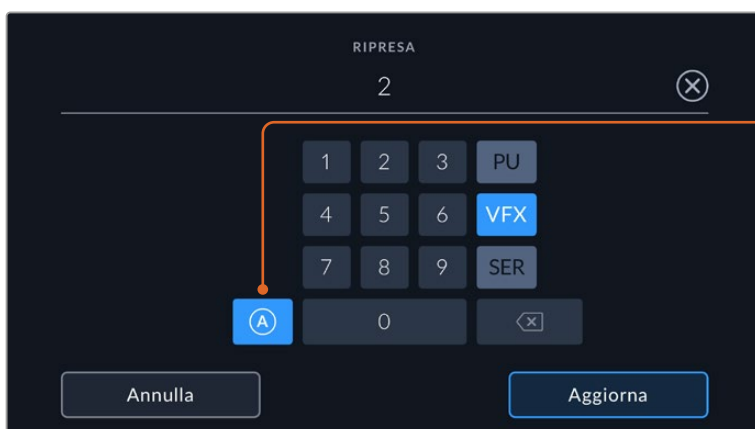 RIPRESA
2
1 2 3 PU
4 5 6 VFX
7 8 9 SER
A 0
Annulla Aggiorna